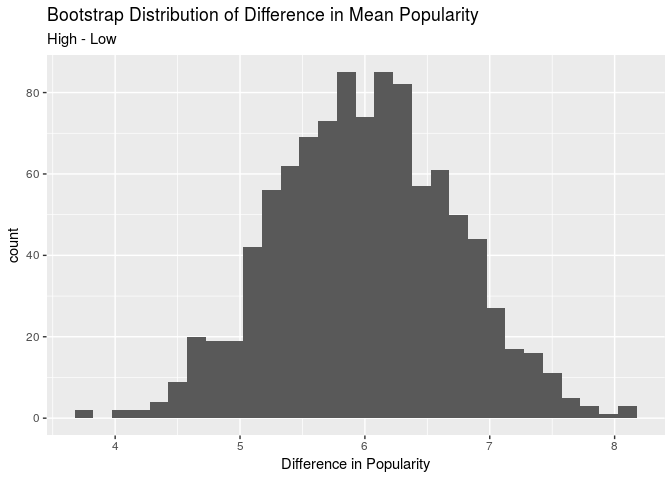 Bootstrap Distribution of Difference in Mean Popularity
High - Low
80
60
40
20
0
count
4 5 6 7 8
Difference in Popularity